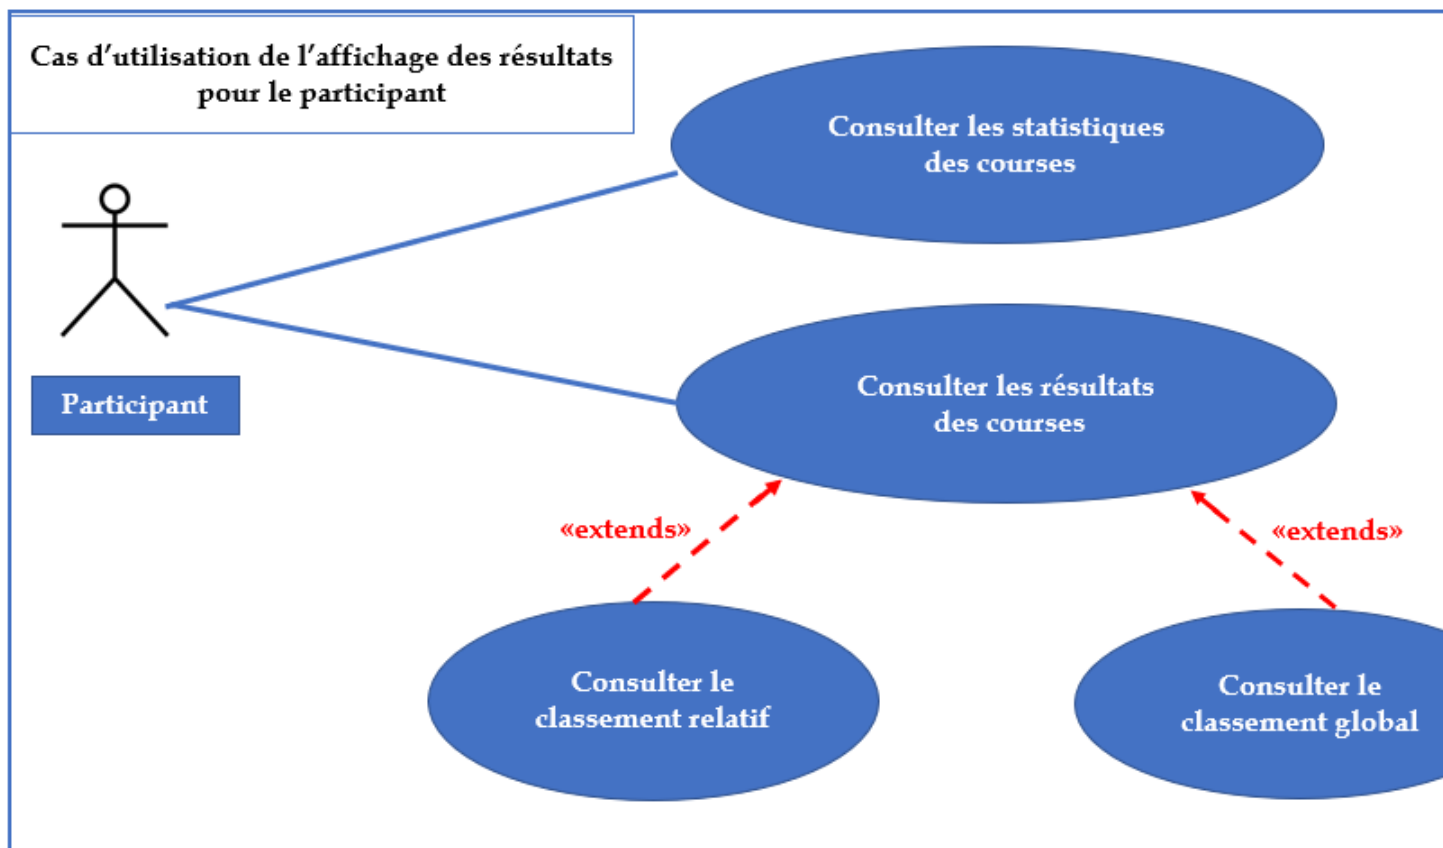 Cas d’utilisation de l’affichage des résultats
pour le participant
Consulter les statistiques
des courses
Participant
Consulter les résultats
des courses
«extends»
«extends»
Consulter le
classement relatif
Consulter le
classement global